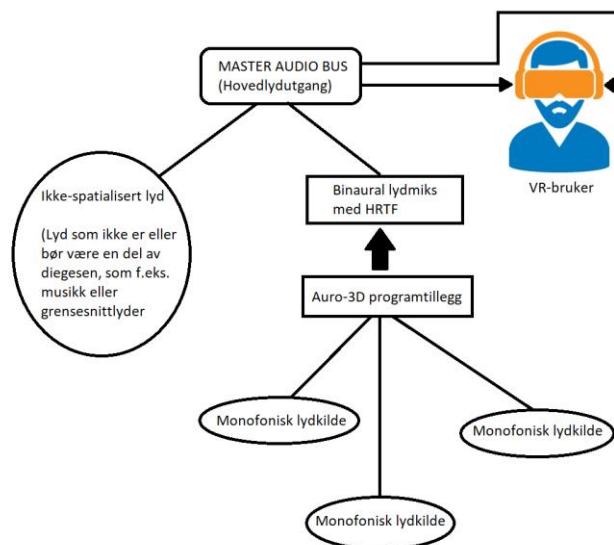 MASTER AUDIO BUS
(Hovedlydutgang)
VR-bruker
Ikke-spatialisert lyd
(Lyd som ikke er eller
bør være en del av
diegesen, som f.eks.
musikk eller
grensesnittlyder
Binaural lydmiks
med HRTF
Auro-3D programtillegg
Monofonisk lydkilde
Monofonisk lydkilde
Monofonisk lydkilde